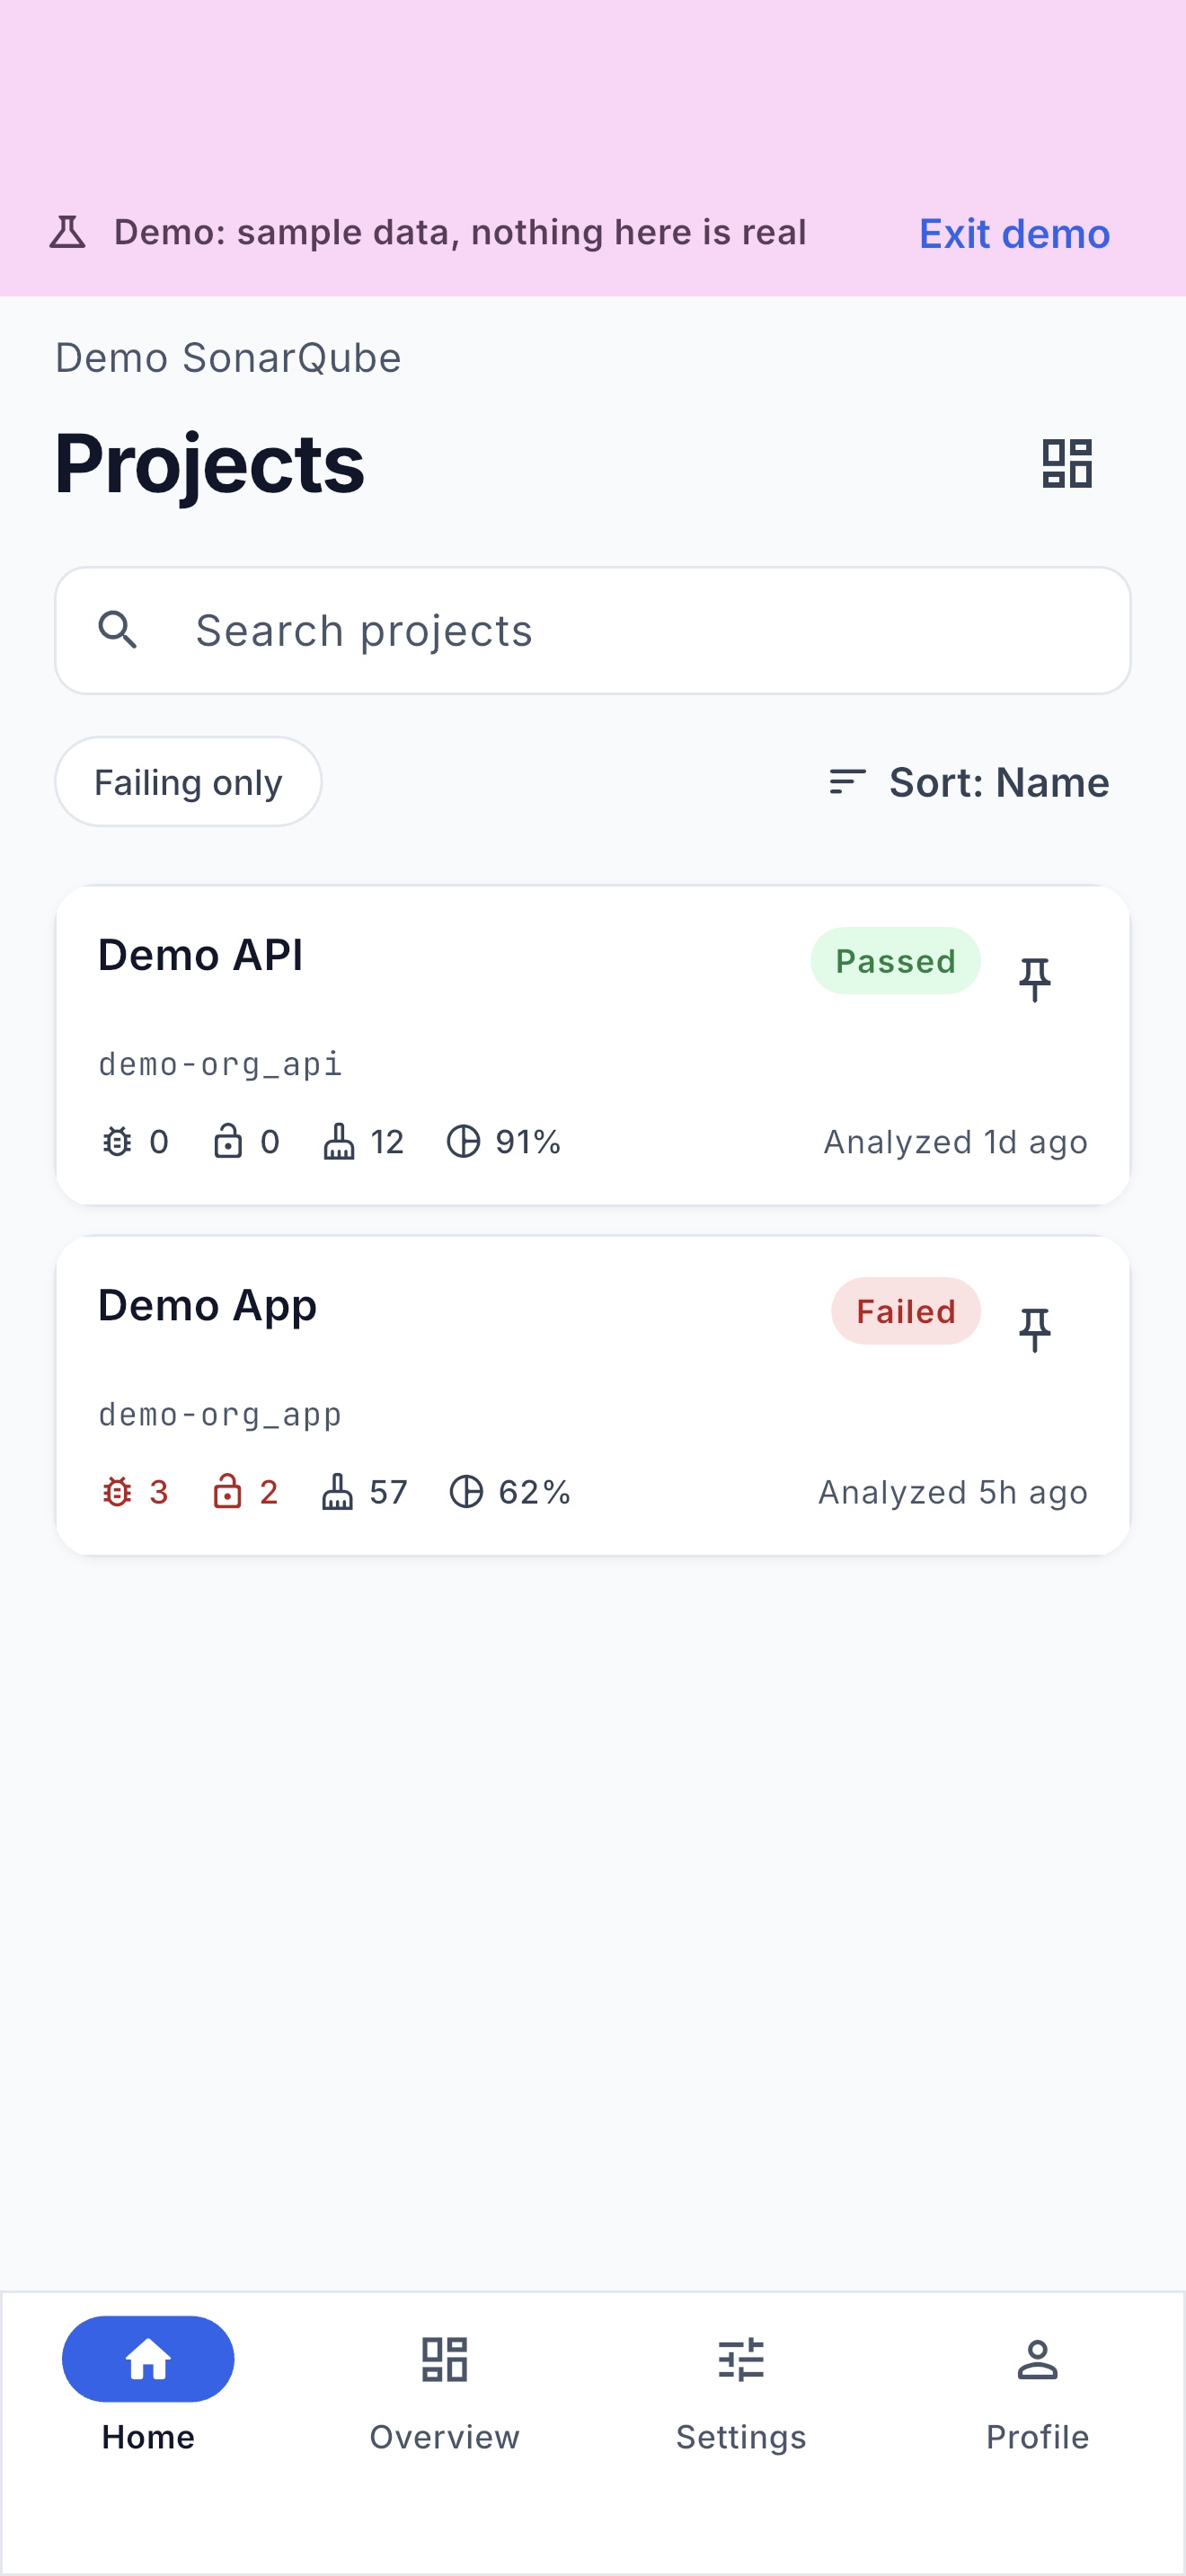 Demo: sample data, nothing here is real
Exit demo
Demo SonarQube
Projects
Search projects
Failing only
Sort: Name
Demo API
Passed
demo-org_api
0 0 12 91%
Analyzed 1d ago
Demo App
Failed
demo-org_app
3 2 57 62%
Analyzed 5h ago
Home
Overview
Settings
Profile